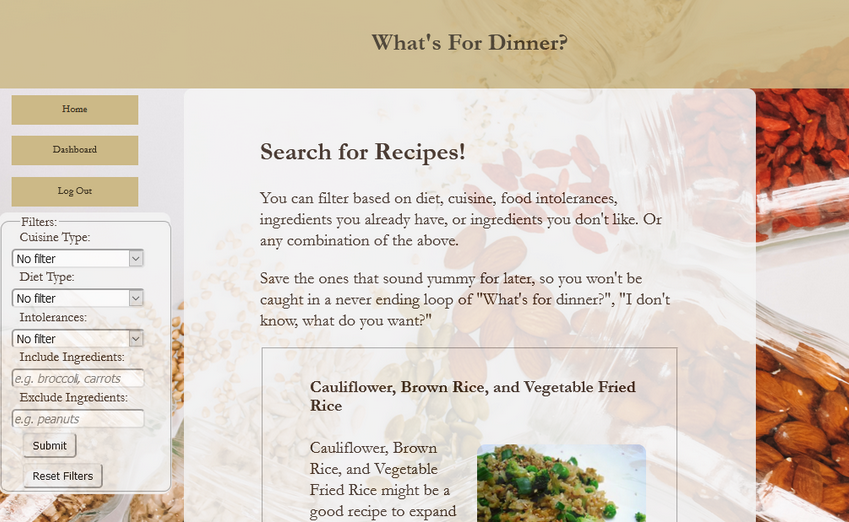 What's For Dinner?
Home
Dashboard
Log Out
Filters:
Cuisine Type:
No filter
Diet Type:
No filter
Intolerances:
No filter
Include Ingredients:
e.g. broccoli, carrots
Exclude Ingredients:
e.g. peanuts
Submit
Reset Filters
Search for Recipes!
You can filter based on diet, cuisine, food intolerances,
ingredients you already have, or ingredients you don't like. Or
any combination of the above.
Save the ones that sound yummy for later, so you won't be
caught in a never ending loop of "What's for dinner?", "I don't
know, what do you want?"
Cauliflower, Brown Rice, and Vegetable Fried
Rice
Cauliflower, Brown
Rice, and Vegetable
Fried Rice might be a
good recipe to expand